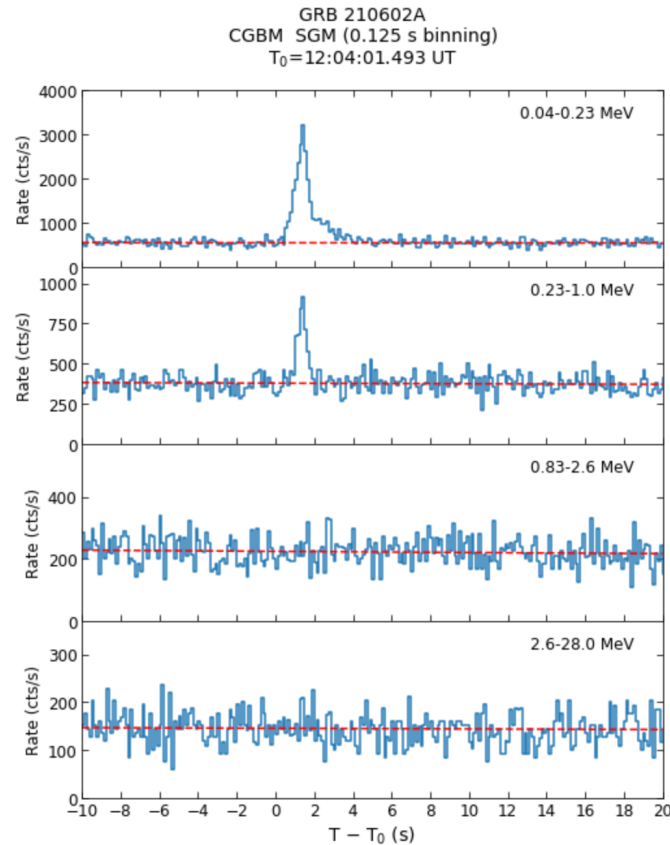 GRB 210602A
CGBM SGM (0.125 s binning)
T₀=12:04:01.493 UT
4000
3000
2000
1000
0
Rate (cts/s)
0.04-0.23 MeV
1000
750
500
250
0
Rate (cts/s)
0.23-1.0 MeV
400
200
0
Rate (cts/s)
0.83-2.6 MeV
300
200
100
0
Rate (cts/s)
2.6-28.0 MeV
−10 −8 −6 −4 −2 0 2 4 6 8 10 12 14 16 18 20
T − T₀ (s)